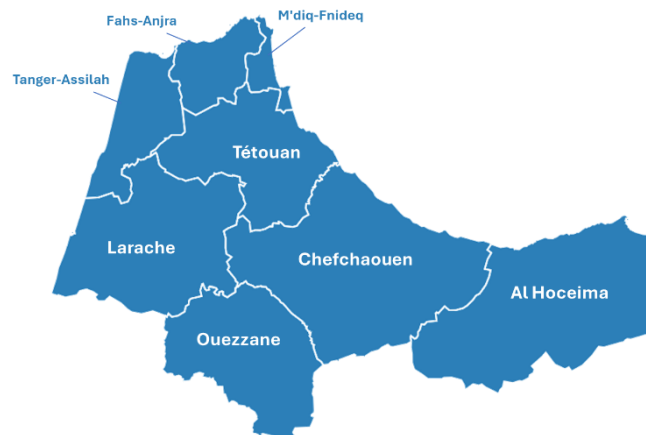 Fahs-Anjra
M'diq-Fnideq
Tanger-Assilah
Tétouan
Larache
Chefchaouen
Al Hoceima
Ouezzane